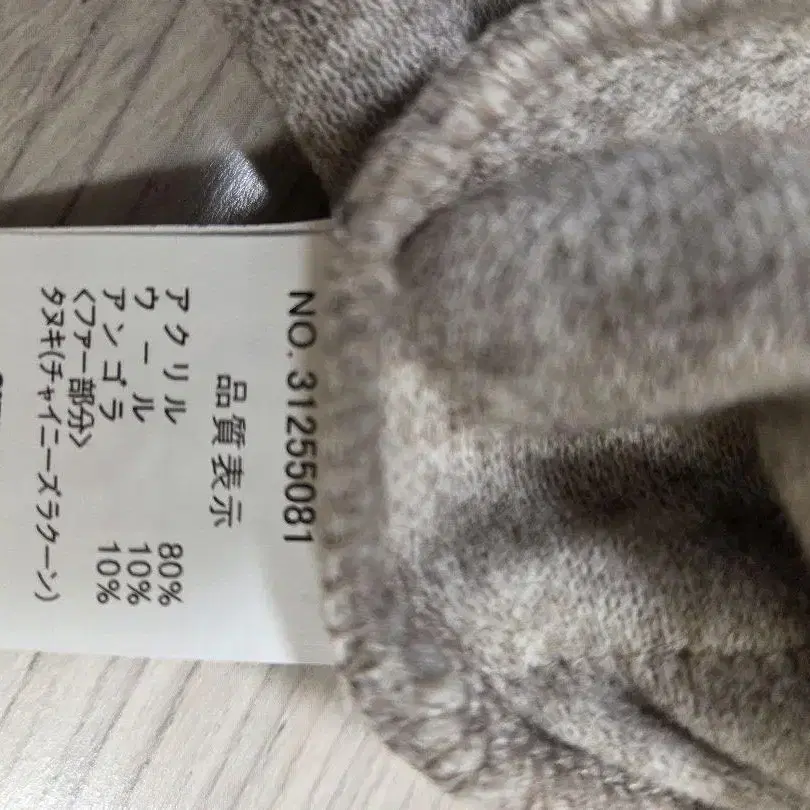 NO. 31255081
品質表示
アクリル 80%
ウール 10%
アンゴラ 10%
<ファー部分>
タヌキ(チャイニーズラクーン)